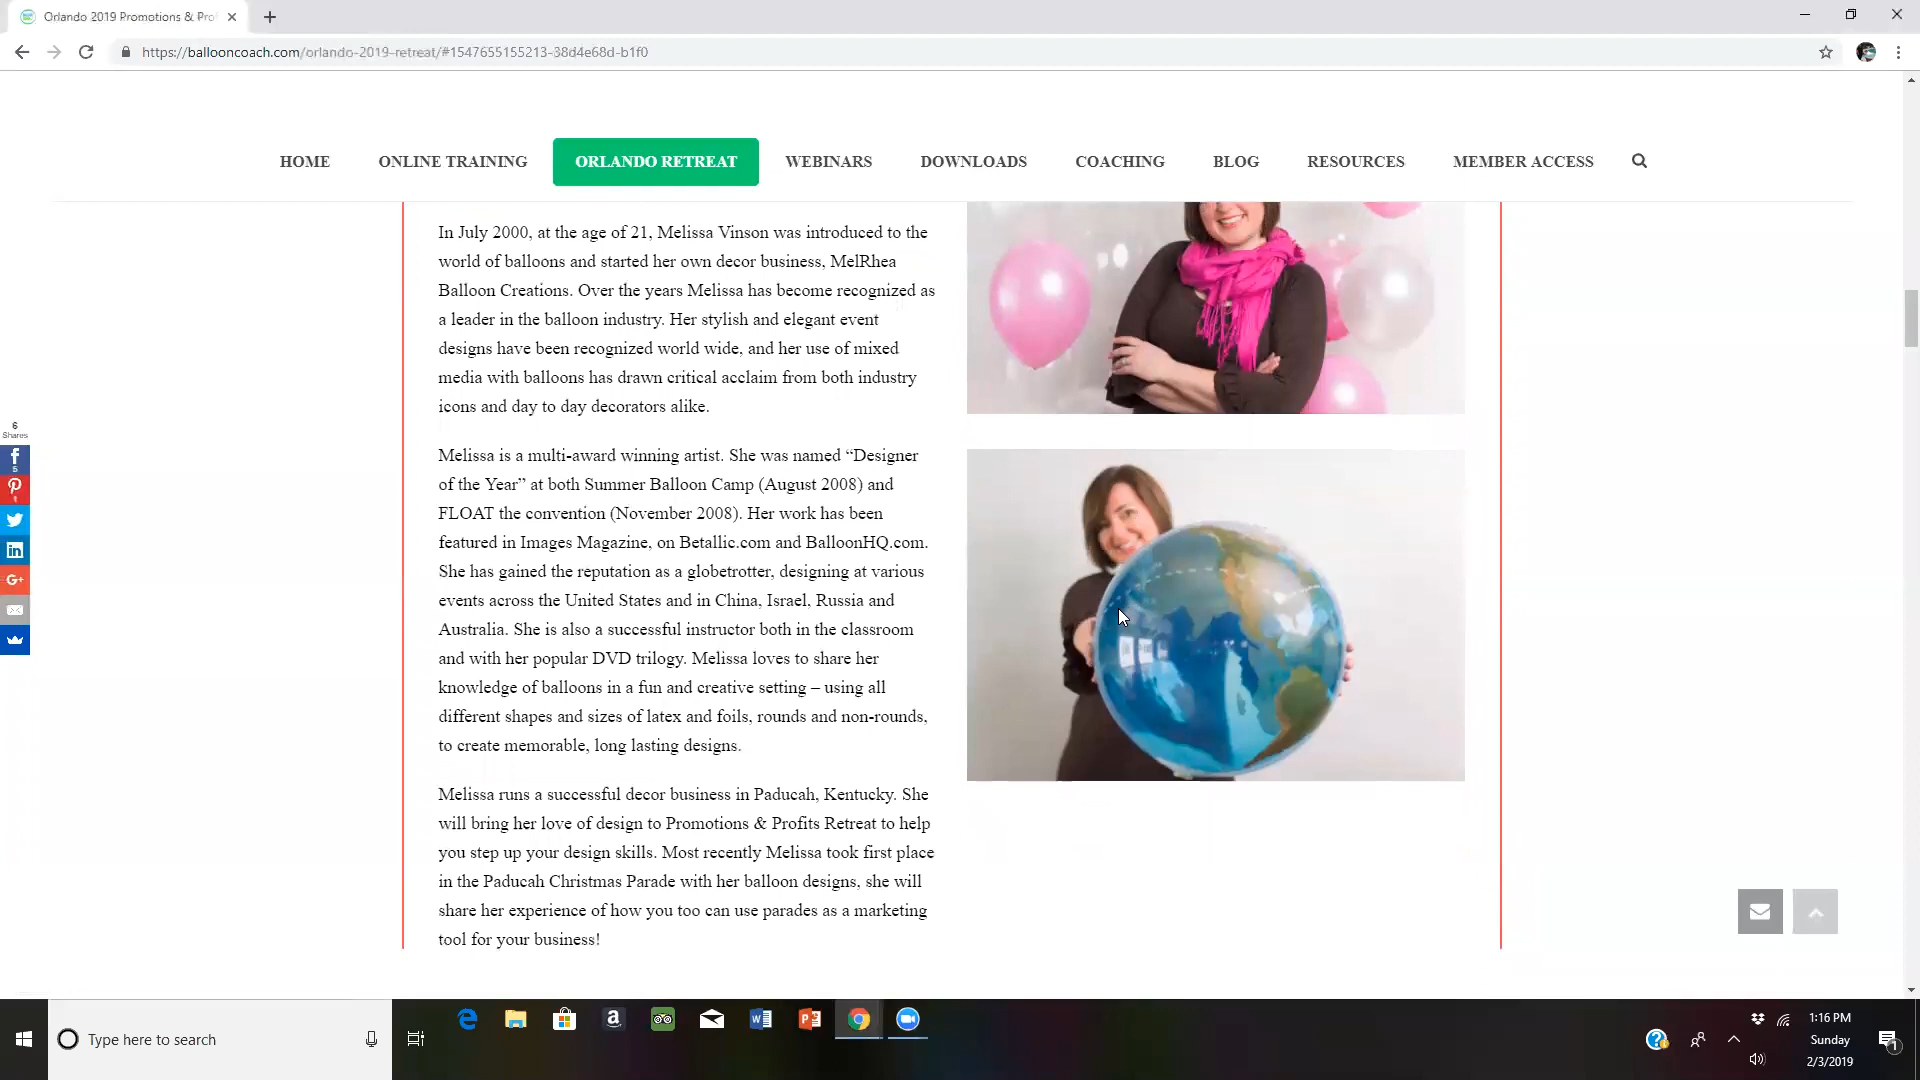 Orlando 2019 Promotions & Pro
https://ballooncoach.com/orlando-2019-retreat/#1547655155213-38d4e68d-b1f0
HOME ONLINE TRAINING ORLANDO RETREAT WEBINARS DOWNLOADS COACHING BLOG RESOURCES MEMBER ACCESS
In July 2000, at the age of 21, Melissa Vinson was introduced to the
world of balloons and started her own decor business, MelRhea
Balloon Creations. Over the years Melissa has become recognized as
a leader in the balloon industry. Her stylish and elegant event
designs have been recognized world wide, and her use of mixed
media with balloons has drawn critical acclaim from both industry
icons and day to day decorators alike.
Melissa is a multi-award winning artist. She was named “Designer
of the Year” at both Summer Balloon Camp (August 2008) and
FLOAT the convention (November 2008). Her work has been
featured in Images Magazine, on Betallic.com and BalloonHQ.com.
She has gained the reputation as a globetrotter, designing at various
events across the United States and in China, Israel, Russia and
Australia. She is also a successful instructor both in the classroom
and with her popular DVD trilogy. Melissa loves to share her
knowledge of balloons in a fun and creative setting – using all
different shapes and sizes of latex and foils, rounds and non-rounds,
to create memorable, long lasting designs.
Melissa runs a successful decor business in Paducah, Kentucky. She
will bring her love of design to Promotions & Profits Retreat to help
you step up your design skills. Most recently Melissa took first place
in the Paducah Christmas Parade with her balloon designs, she will
share her experience of how you too can use parades as a marketing
tool for your business!
6
Shares
5
1
G+
Type here to search
1:16 PM
Sunday
2/3/2019
1